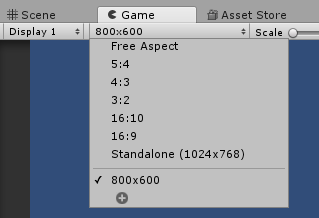 Scene Game Asset Store
Display 1 800x600 Scale
Free Aspect
5:4
4:3
3:2
16:10
16:9
Standalone (1024x768)
800x600